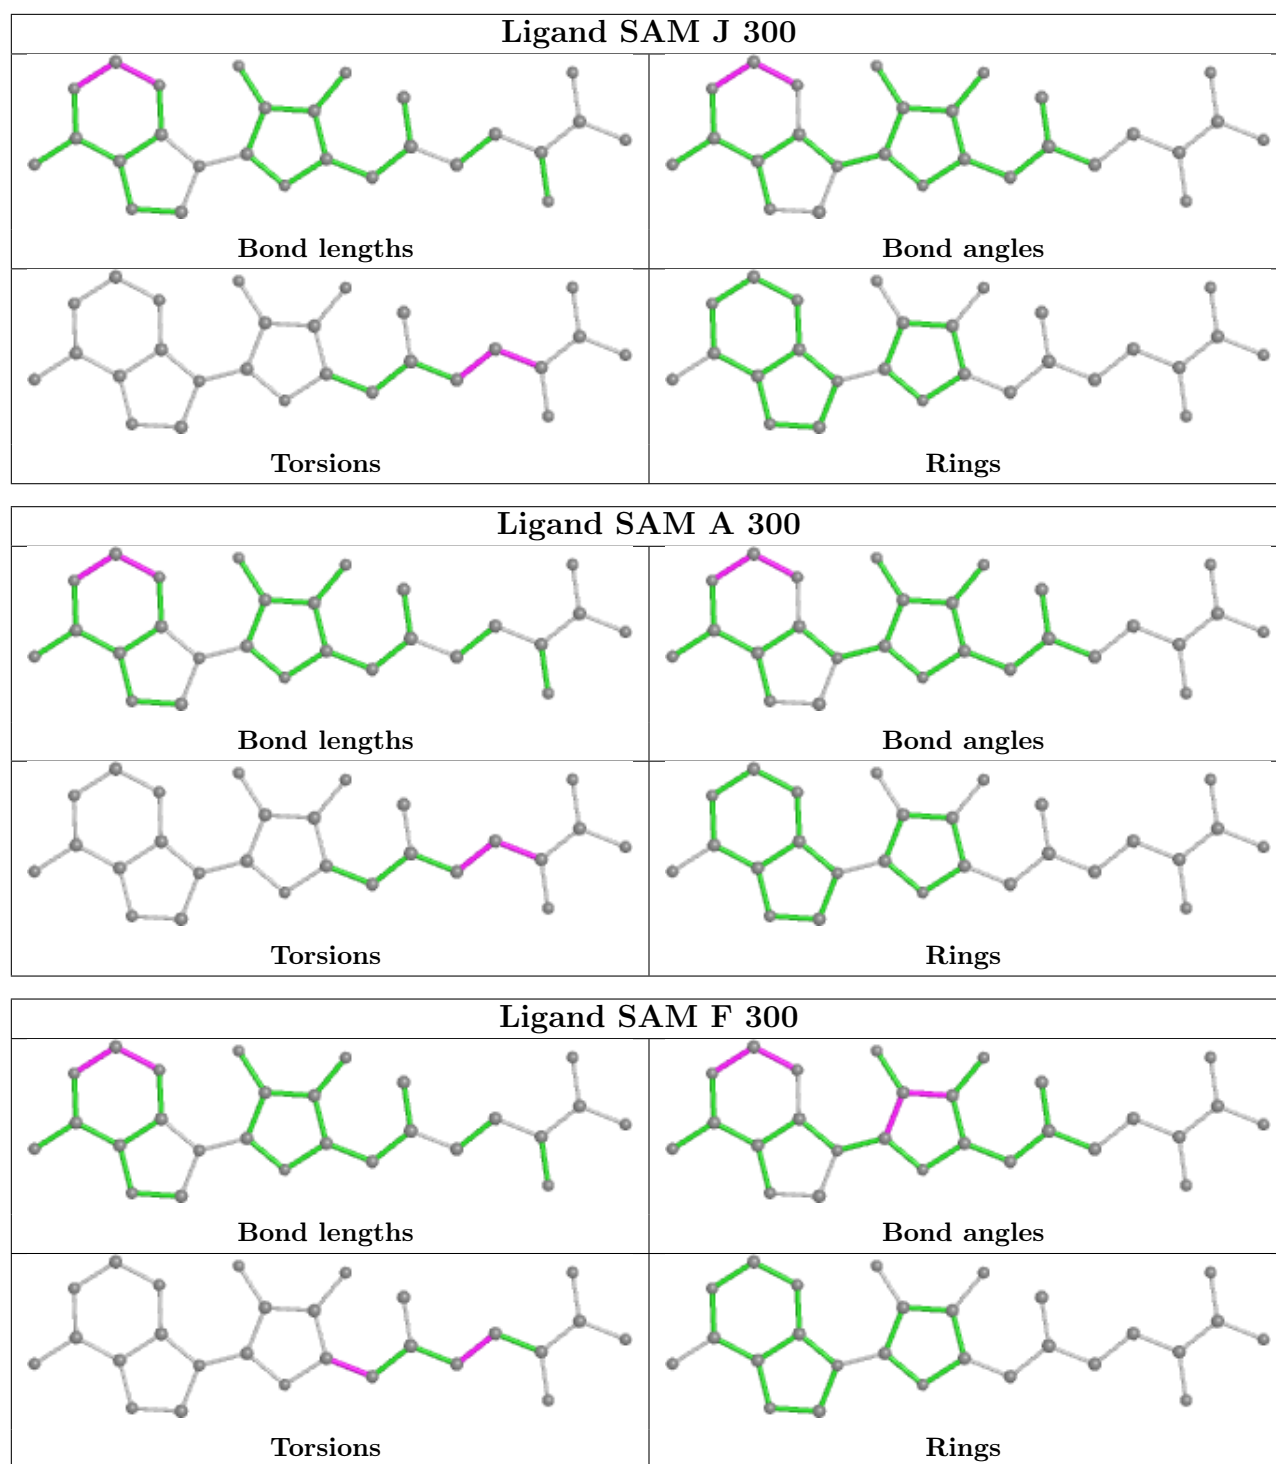 Ligand SAM J 300
Bond lengths
Bond angles
Torsions
Rings
Ligand SAM A 300
Bond lengths
Bond angles
Torsions
Rings
Ligand SAM F 300
Bond lengths
Bond angles
Torsions
Rings